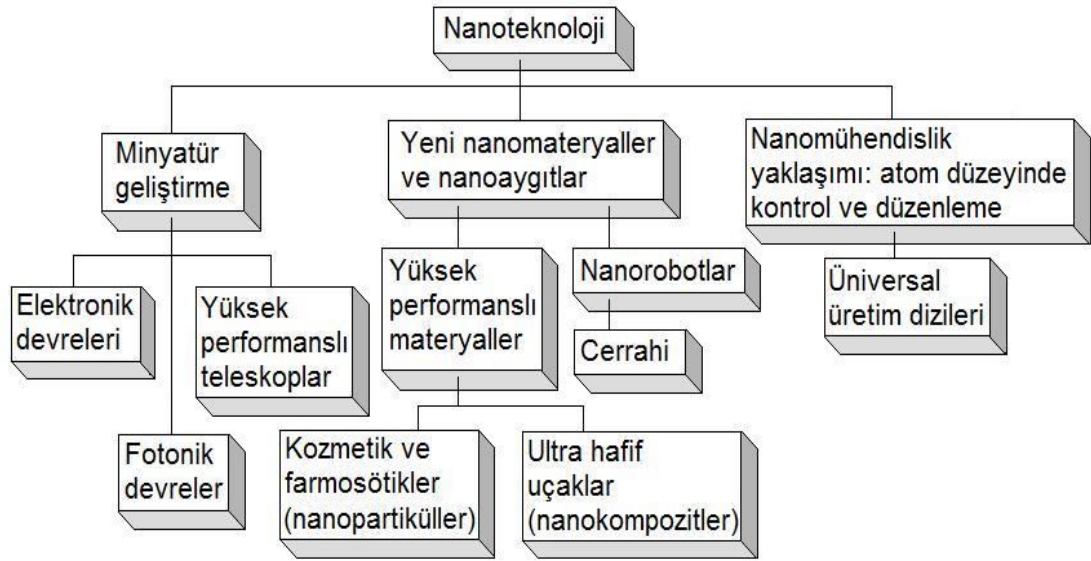 Nanoteknoloji
Minyatür
geliştirme
Yeni nanomateryaller
ve nanoaygıtlar
Nanomühendislik
yaklaşımı: atom düzeyinde
kontrol ve düzenleme
Elektronik
devreleri
Yüksek
performanslı
teleskoplar
Yüksek
performanslı
materyaller
Nanorobotlar
Cerrahi
Üniversal
üretim dizileri
Fotonik
devreler
Kozmetik ve
farmosötikler
(nanopartiküller)
Ultra hafif
uçaklar
(nanokompozitler)